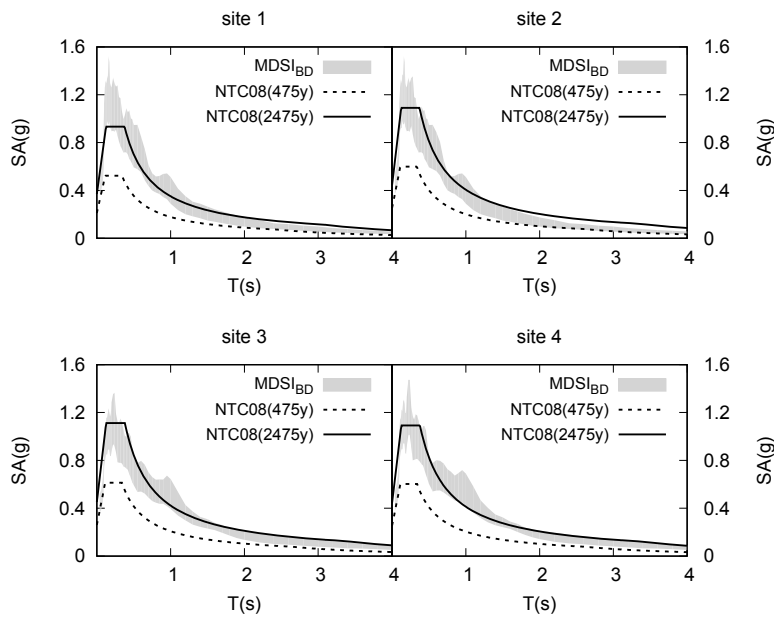 site 1
site 2
1.6
1.2
0.8
0.4
0
SA(g)
MDSI_BD
NTC08(475y)
NTC08(2475y)
1 2 3 4
T(s)
MDSI_BD
NTC08(475y)
NTC08(2475y)
1 2 3 4
T(s)
1.6
1.2
0.8
0.4
0
SA(g)
site 3
site 4
1.6
1.2
0.8
0.4
0
SA(g)
MDSI_BD
NTC08(475y)
NTC08(2475y)
1 2 3 4
T(s)
MDSI_BD
NTC08(475y)
NTC08(2475y)
1 2 3 4
T(s)
1.6
1.2
0.8
0.4
0
SA(g)